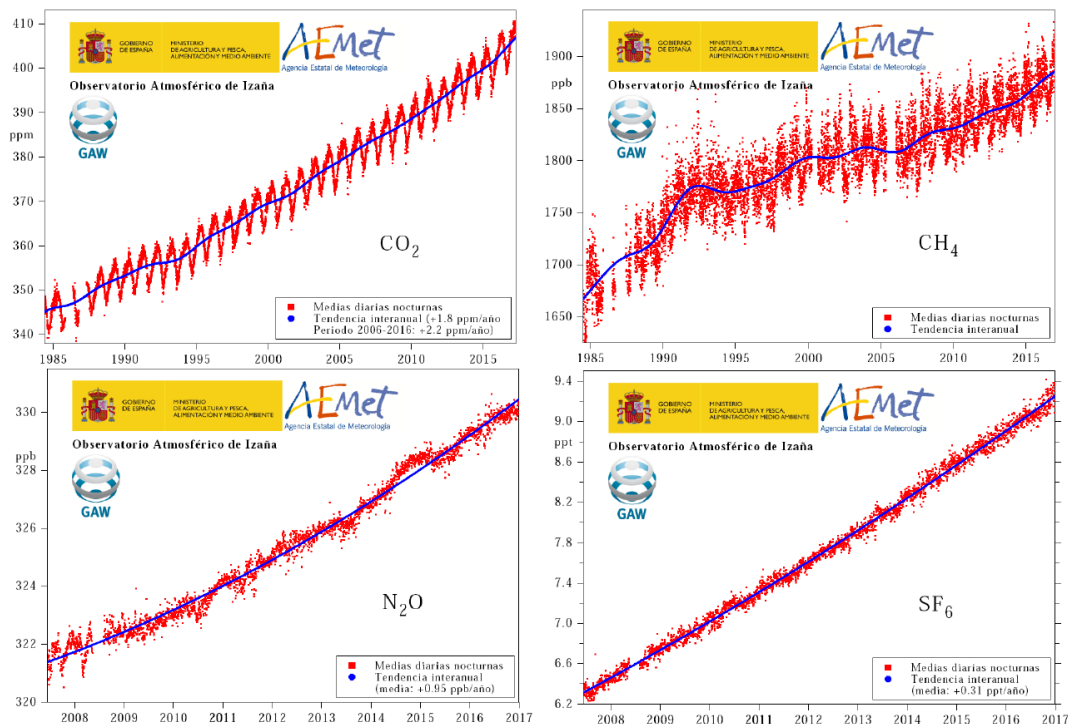 410
400
390
ppm
380
370
360
350
340
1985
1990
1995
2000
2005
2010
2015
GOBIERNO
DE ESPAÑA
MINISTERIO
DE AGRICULTURA Y PESCA,
ALIMENTACIÓN Y MEDIO AMBIENTE
AEMet
Agencia Estatal de Meteorología
Observatorio Atmosférico de Izaña
GAW
CO2
Medias diarias nocturnas
Tendencia interanual (+1.8 ppm/año
Periodo 2006-2016: +2.2 ppm/año)
1900
ppb
1850
1800
1750
1700
1650
1985
1990
1995
2000
2005
2010
2015
GOBIERNO
DE ESPAÑA
MINISTERIO
DE AGRICULTURA Y PESCA,
ALIMENTACIÓN Y MEDIO AMBIENTE
AEMet
Agencia Estatal de Meteorología
Observatorio Atmosférico de Izaña
GAW
CH4
Medias diarias nocturnas
Tendencia interanual
330
ppb
328
326
324
322
320
2008
2009
2010
2011
2012
2013
2014
2015
2016
2017
GOBIERNO
DE ESPAÑA
MINISTERIO
DE AGRICULTURA Y PESCA,
ALIMENTACIÓN Y MEDIO AMBIENTE
AEMet
Agencia Estatal de Meteorología
Observatorio Atmosférico de Izaña
GAW
N2O
Medias diarias nocturnas
Tendencia interanual
(media: +0.95 ppb/año)
9.4
9.0
ppt
8.6
8.2
7.8
7.4
7.0
6.6
6.2
2008
2009
2010
2011
2012
2013
2014
2015
2016
2017
GOBIERNO
DE ESPAÑA
MINISTERIO
DE AGRICULTURA Y PESCA,
ALIMENTACIÓN Y MEDIO AMBIENTE
AEMet
Agencia Estatal de Meteorología
Observatorio Atmosférico de Izaña
GAW
SF6
Medias diarias nocturnas
Tendencia interanual
(media: +0.31 ppt/año)